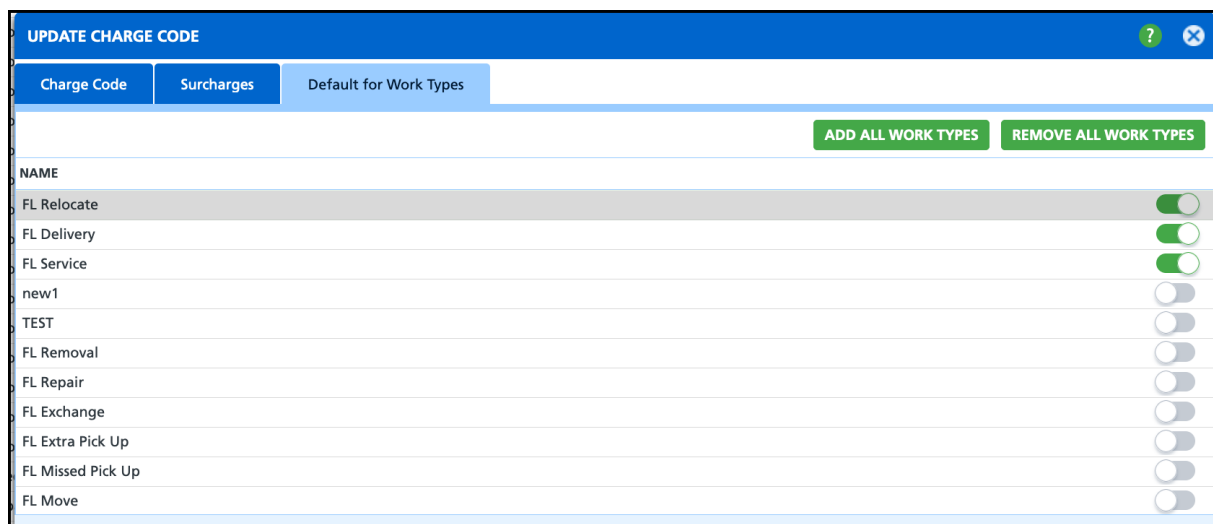 UPDATE CHARGE CODE ?
Charge Code Surcharges Default for Work Types
ADD ALL WORK TYPES REMOVE ALL WORK TYPES
NAME
FL Relocate
FL Delivery
FL Service
new1
TEST
FL Removal
FL Repair
FL Exchange
FL Extra Pick Up
FL Missed Pick Up
FL Move